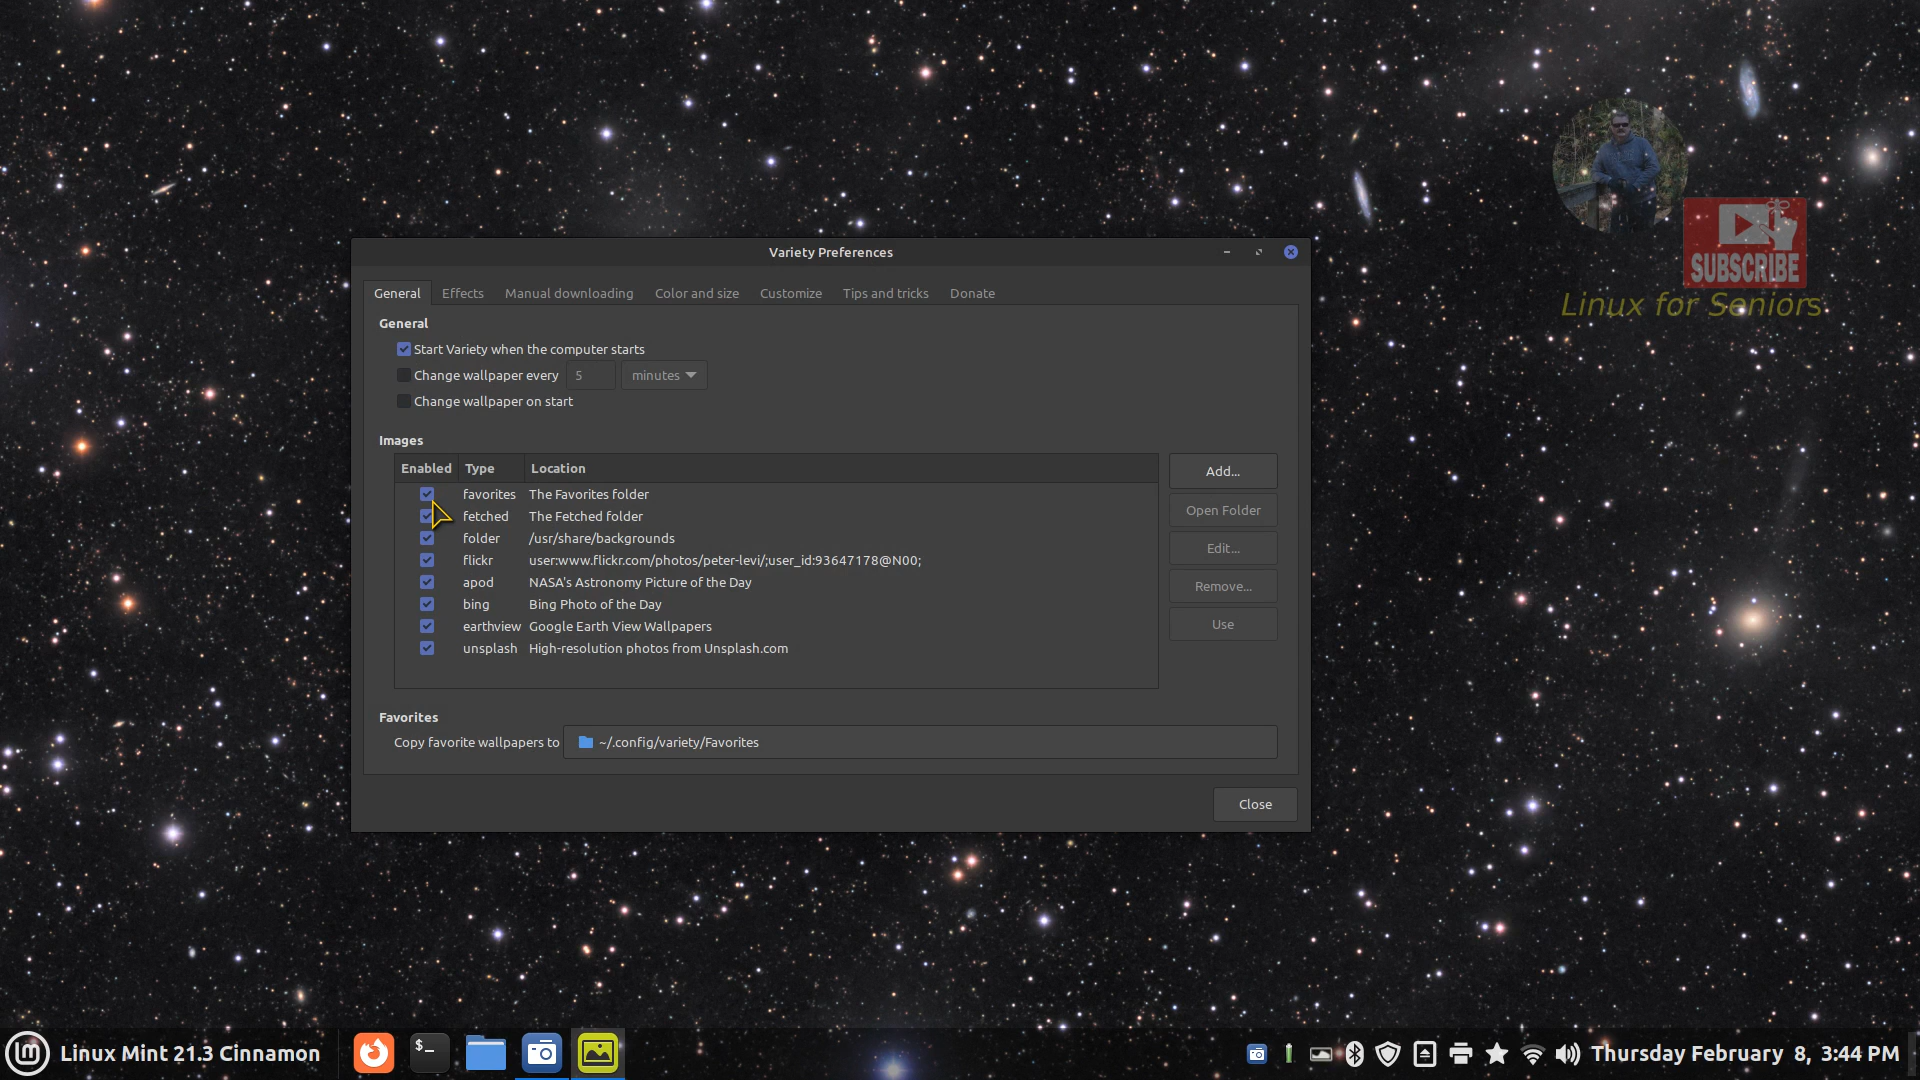 SUBSCRIBE
Linux for Seniors
Variety Preferences
General Effects Manual downloading Color and size Customize Tips and tricks Donate
General
Start Variety when the computer starts
Change wallpaper every 5 minutes
Change wallpaper on start
Images
Enabled Type Location
favorites The Favorites folder
fetched The Fetched folder
folder /usr/share/backgrounds
flickr user:www.flickr.com/photos/peter-levi/;user_id:93647178@N00;
apod NASA's Astronomy Picture of the Day
bing Bing Photo of the Day
earthview Google Earth View Wallpapers
unsplash High-resolution photos from Unsplash.com
Add...
Open Folder
Edit...
Remove...
Use
Favorites
Copy favorite wallpapers to ~/.config/variety/Favorites
Close
Linux Mint 21.3 Cinnamon
$_
Thursday February 8, 3:44 PM